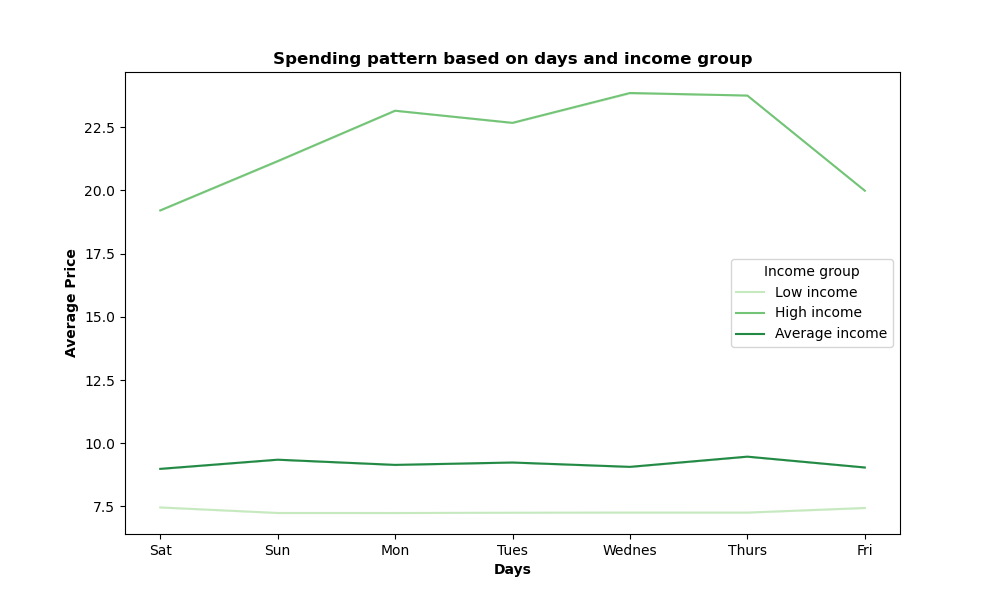 Spending pattern based on days and income group
22.5
20.0
17.5
15.0
12.5
10.0
7.5
Average Price
Income group
Low income
High income
Average income
Sat Sun Mon Tues Wednes Thurs Fri
Days